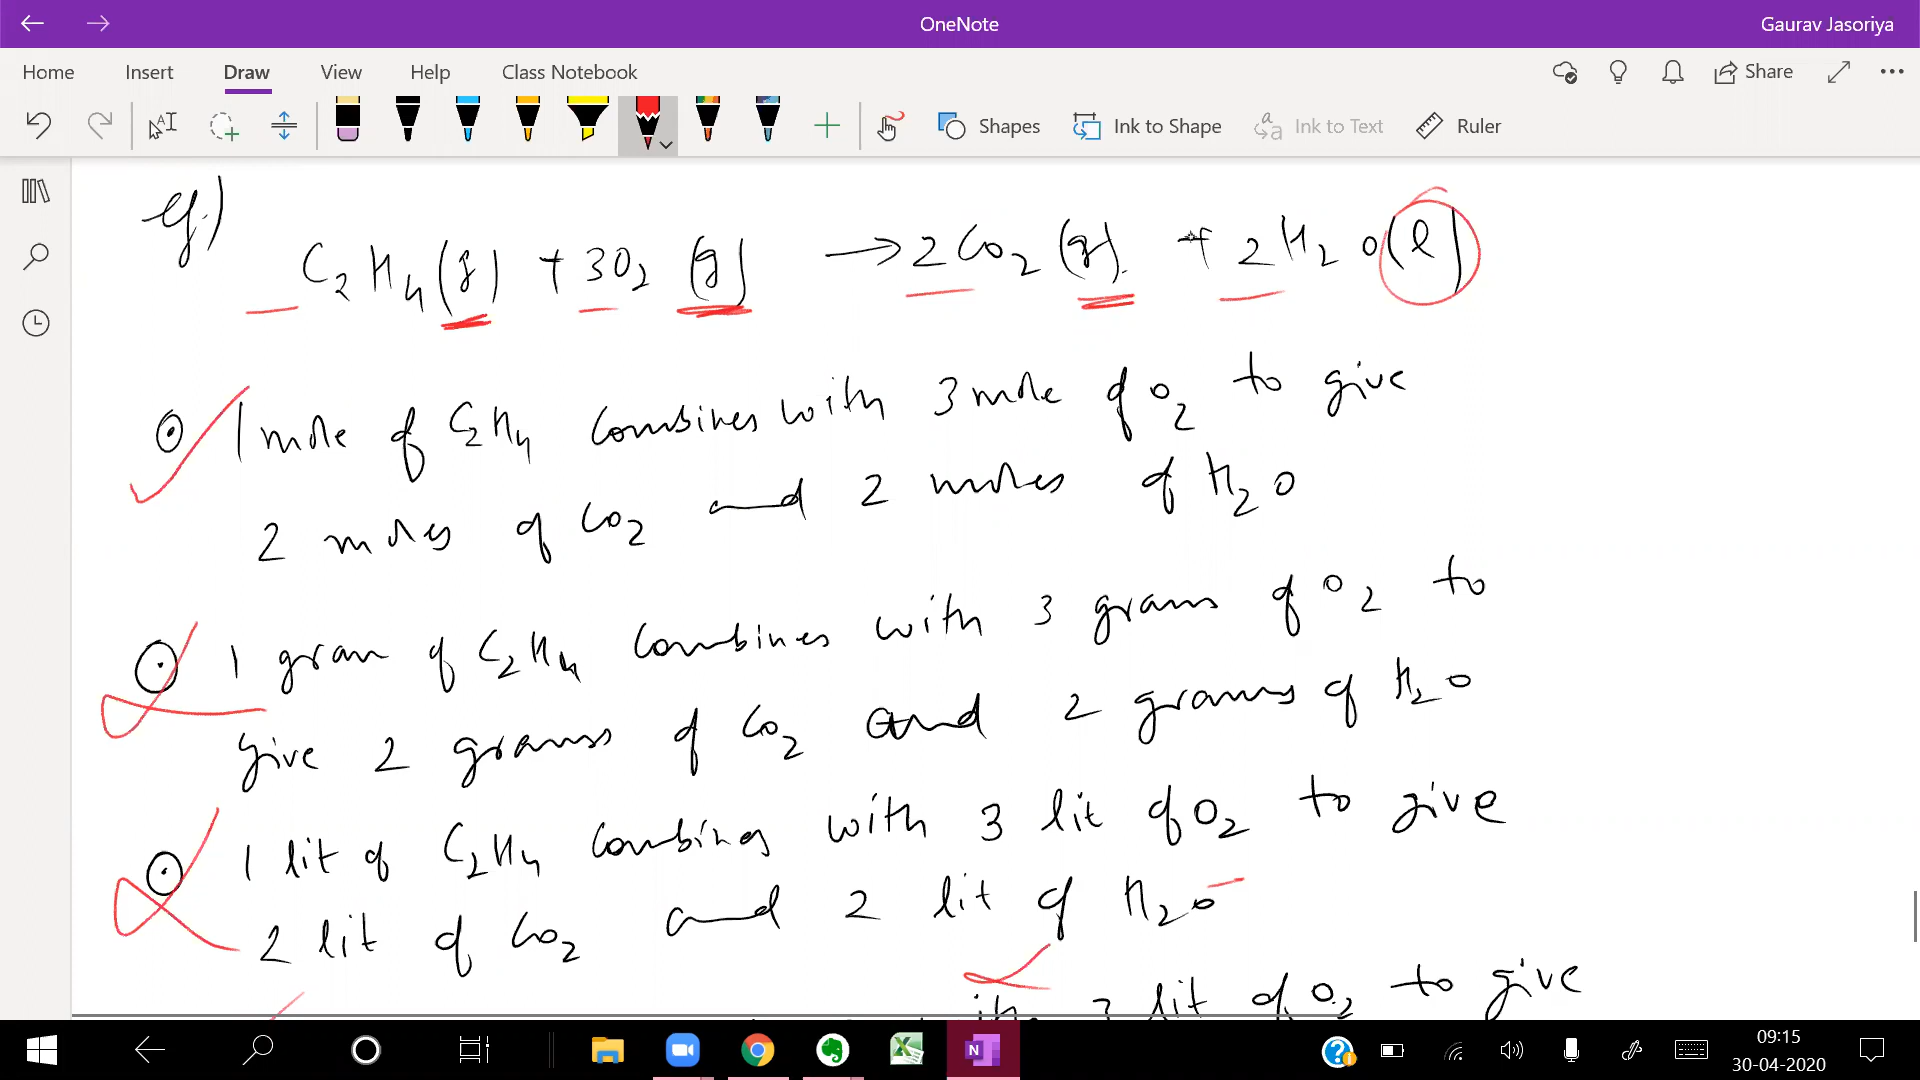 OneNote
Gaurav Jasoriya
Home Insert Draw View Help Class Notebook Share
Shapes Ink to Shape Ink to Text Ruler
eg.)
C2H4(g) + 3O2 (g) → 2CO2 (g) + 2H2O(l)
1 mole of C2H4 combines with 3 mole of O2 to give
2 moles of CO2 and 2 moles of H2O
1 gram of C2H4 combines with 3 grams of O2 to
give 2 grams of CO2 and 2 grams of H2O
1 lit of C2H4 combines with 3 lit of O2 to give
2 lit of CO2 and 2 lit of H2O
3 lit of O2 to give
09:15
30-04-2020